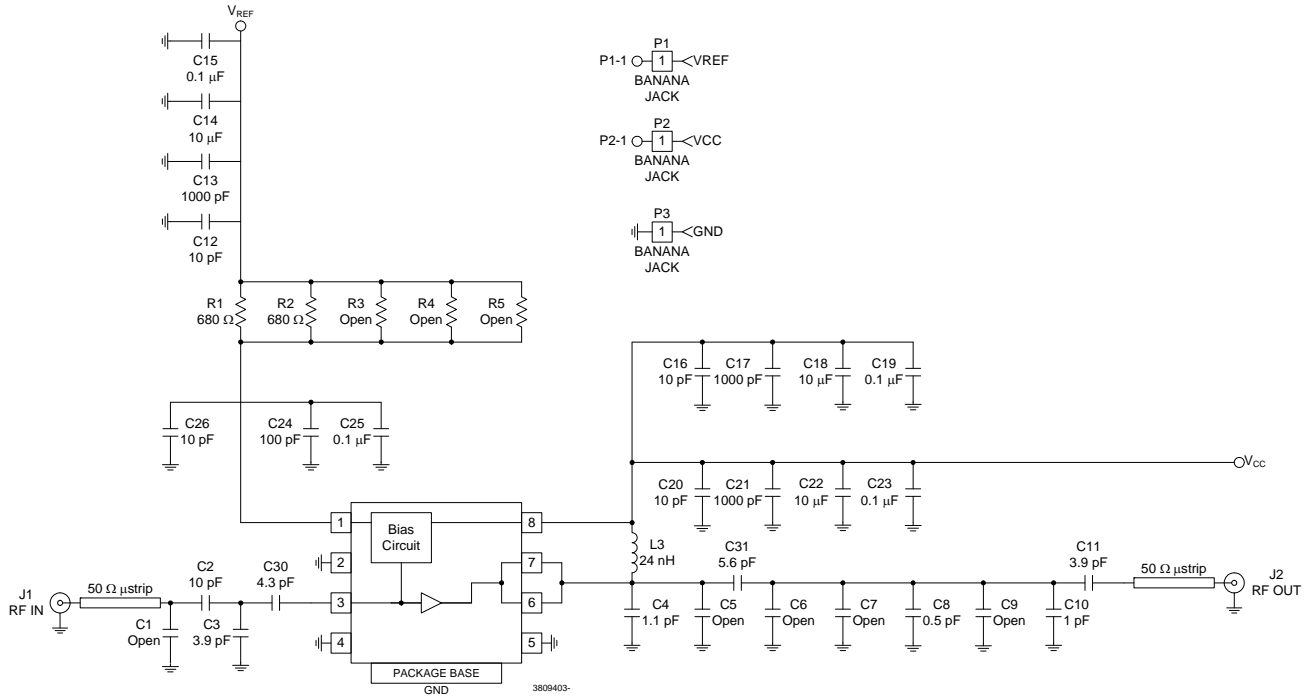 VREF
C15
0.1 µF
C14
10 µF
C13
1000 pF
C12
10 pF
P1
P1-1 1 VREF
BANANA
JACK
P2
P2-1 1 VCC
BANANA
JACK
P3
1 GND
BANANA
JACK
R1
680 Ω
R2
680 Ω
R3
Open
R4
Open
R5
Open
C16
10 pF
C17
1000 pF
C18
10 µF
C19
0.1 µF
C26
10 pF
C24
100 pF
C25
0.1 µF
VCC
C20
10 pF
C21
1000 pF
C22
10 µF
C23
0.1 µF
1
Bias
Circuit
8
2
7
3
6
4
5
PACKAGE BASE
GND
3809403-
L3
24 nH
J1
RF IN
50 Ω µstrip
C1
Open
C2
10 pF
C3
3.9 pF
C30
4.3 pF
C4
1.1 pF
C5
Open
C31
5.6 pF
C6
Open
C7
Open
C8
0.5 pF
C9
Open
C10
1 pF
C11
3.9 pF
50 Ω µstrip
J2
RF OUT